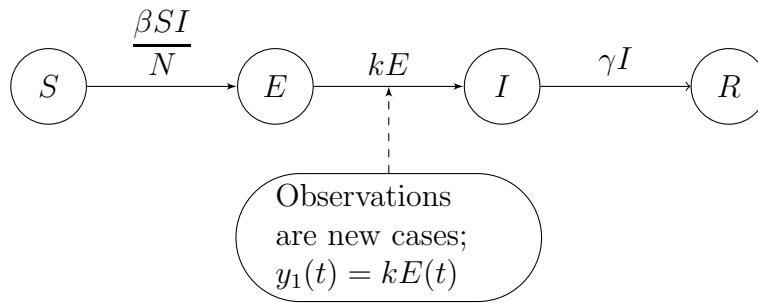 βSI
N
kE
γI
S
E
I
R
Observations
are new cases;
y₁(t) = kE(t)